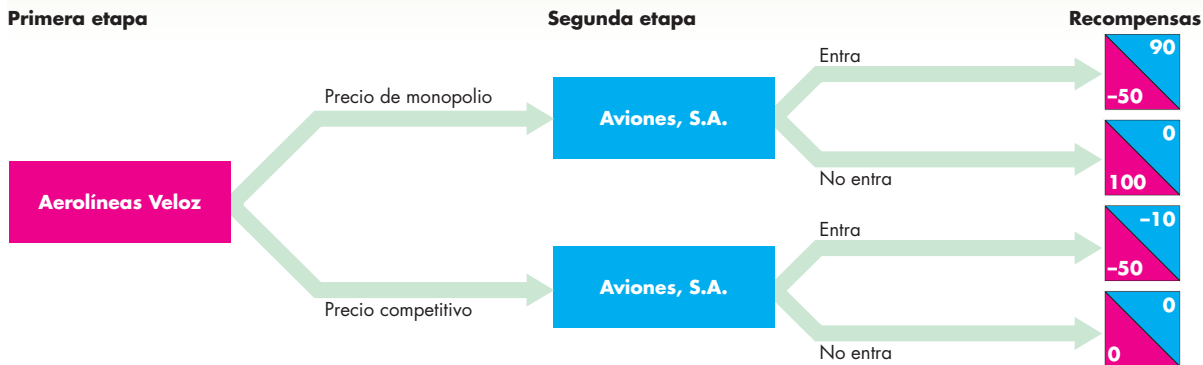 Primera etapa
Segunda etapa
Recompensas
Aerolíneas Veloz
Precio de monopolio
Aviones, S.A.
Entra
90
–50
No entra
0
100
Precio competitivo
Aviones, S.A.
Entra
–10
–50
No entra
0
0